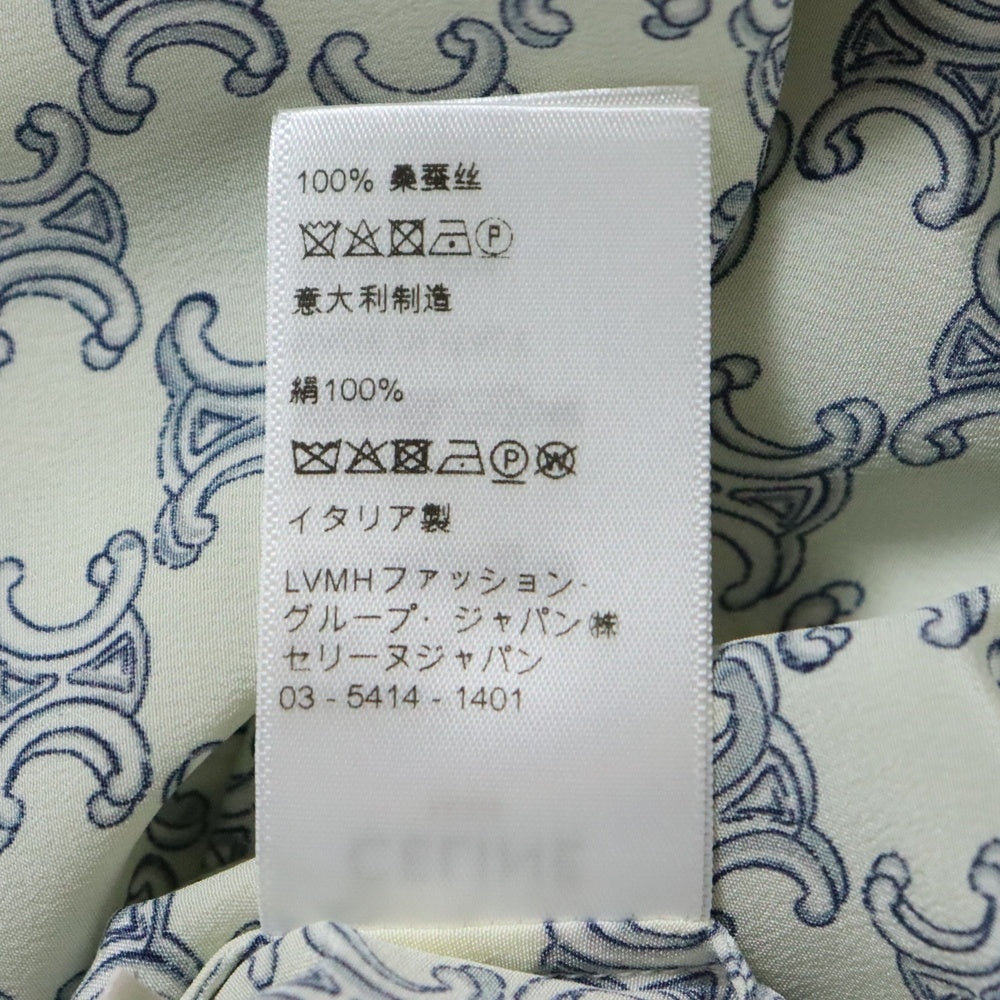 100% 桑蚕丝
P
意大利制造
絹100%
P W
イタリア製
LVMHファッション・
グループ・ジャパン㈱
セリーヌジャパン
03 - 5414 - 1401
CELINE